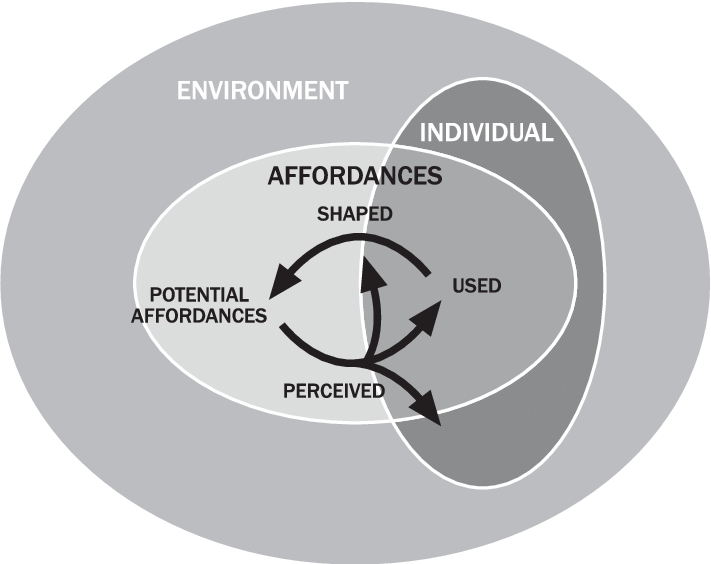 ENVIRONMENT
INDIVIDUAL
AFFORDANCES
SHAPED
POTENTIAL
AFFORDANCES
USED
PERCEIVED